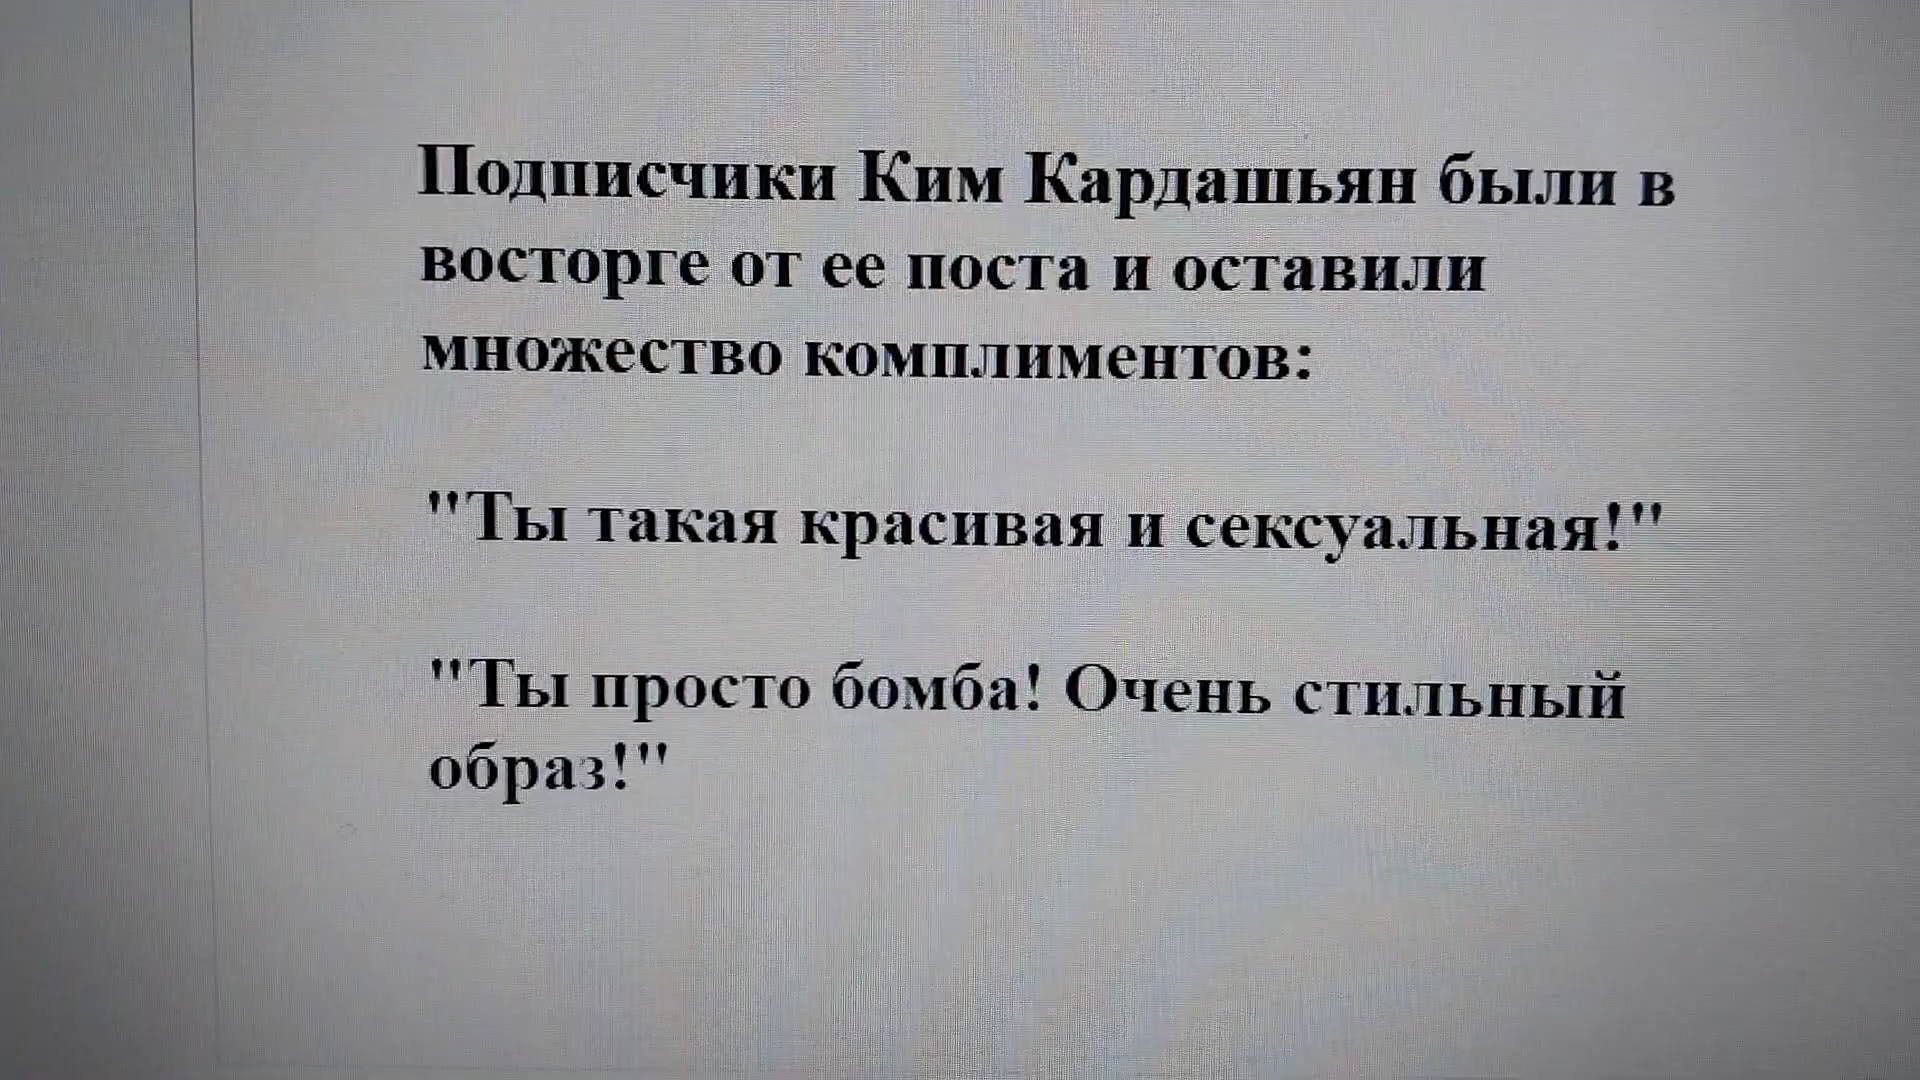 Подписчики Ким Кардашьян были в
восторге от ее поста и оставили
множество комплиментов:
"Ты такая красивая и сексуальная!"
"Ты просто бомба! Очень стильный
образ!"